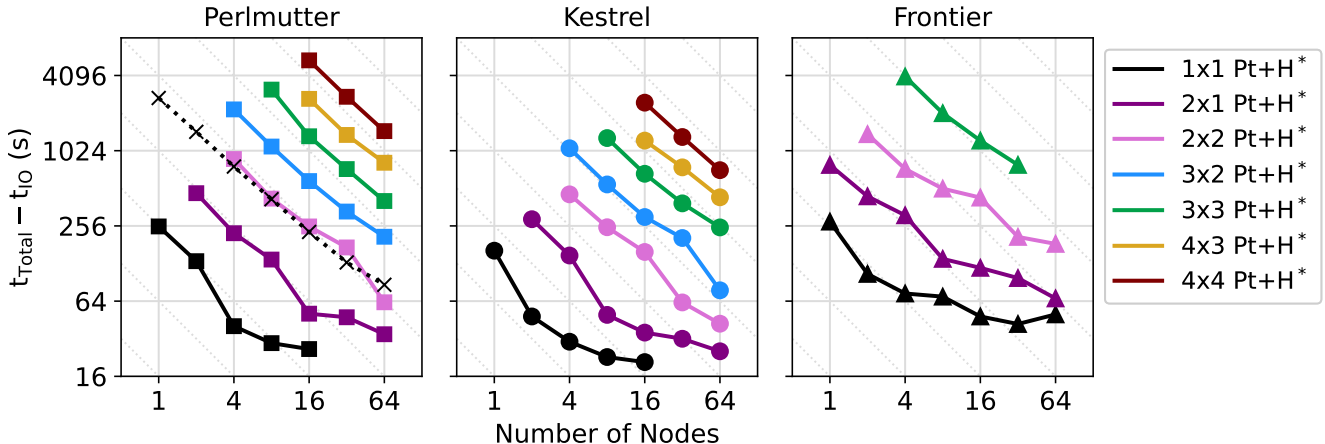 Perlmutter
Kestrel
Frontier
t_Total − t_IO (s)
4096
1024
256
64
16
1 4 16 64
1 4 16 64
1 4 16 64
Number of Nodes
1x1 Pt+H*
2x1 Pt+H*
2x2 Pt+H*
3x2 Pt+H*
3x3 Pt+H*
4x3 Pt+H*
4x4 Pt+H*